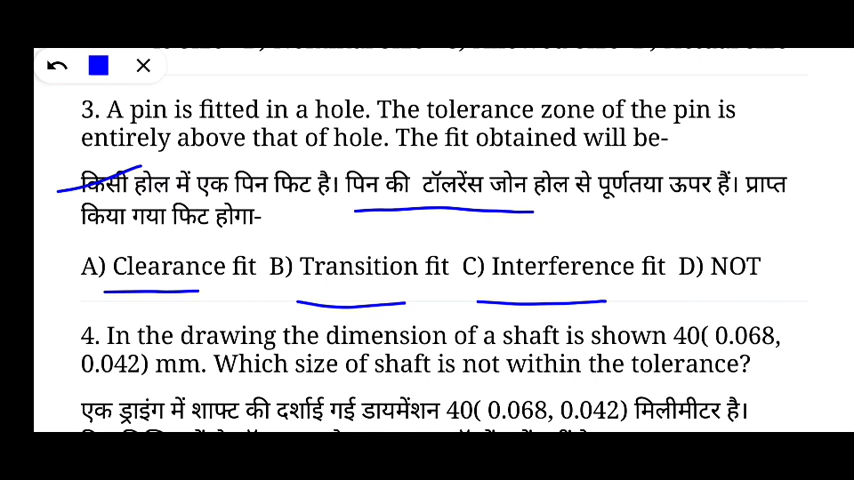 3. A pin is fitted in a hole. The tolerance zone of the pin is
entirely above that of hole. The fit obtained will be-
किसी होल में एक पिन फिट है। पिन की टॉलरेंस जोन होल से पूर्णतया ऊपर हैं। प्राप्त
किया गया फिट होगा-
A) Clearance fit B) Transition fit C) Interference fit D) NOT
4. In the drawing the dimension of a shaft is shown 40( 0.068,
0.042) mm. Which size of shaft is not within the tolerance?
एक ड्राइंग में शाफ्ट की दर्शाई गई डायमेंशन 40( 0.068, 0.042) मिलीमीटर है।